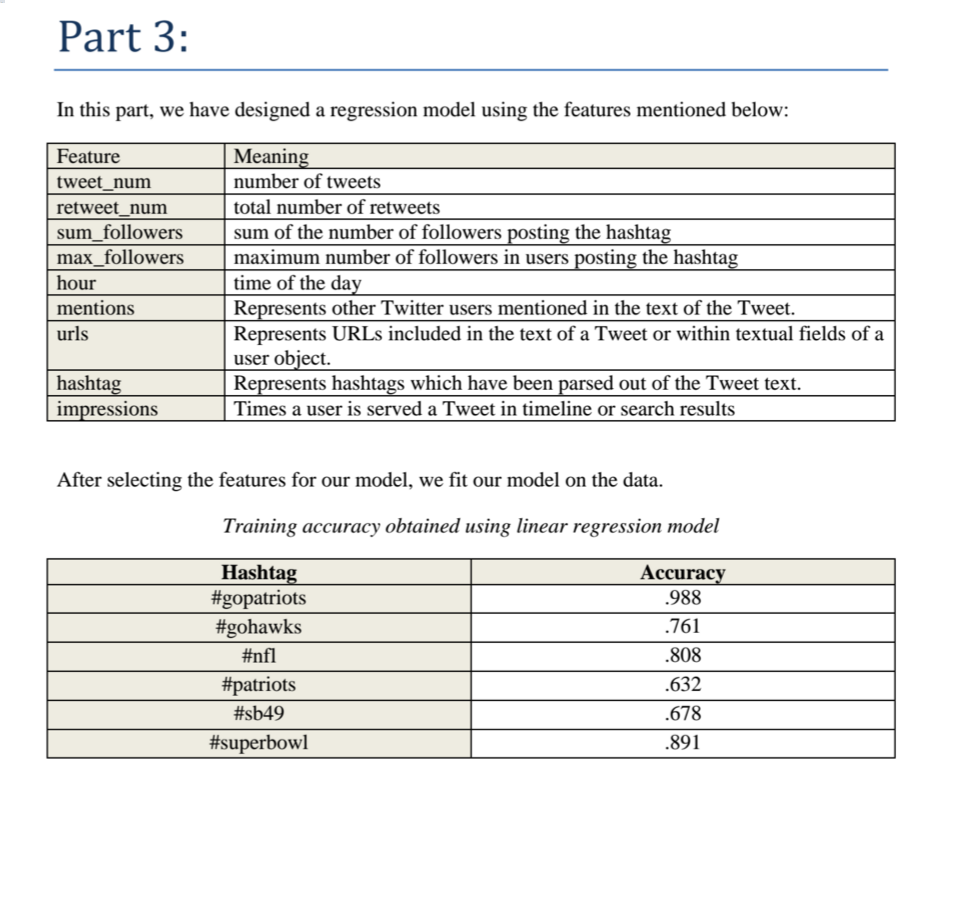 Part 3:
In this part, we have designed a regression model using the features mentioned below:
Feature Meaning
tweet_num number of tweets
retweet_num total number of retweets
sum_followers sum of the number of followers posting the hashtag
max_followers maximum number of followers in users posting the hashtag
hour time of the day
mentions Represents other Twitter users mentioned in the text of the Tweet.
urls Represents URLs included in the text of a Tweet or within textual fields of a
user object.
hashtag Represents hashtags which have been parsed out of the Tweet text.
impressions Times a user is served a Tweet in timeline or search results
After selecting the features for our model, we fit our model on the data.
Training accuracy obtained using linear regression model
Hashtag Accuracy
#gopatriots .988
#gohawks .761
#nfl .808
#patriots .632
#sb49 .678
#superbowl .891